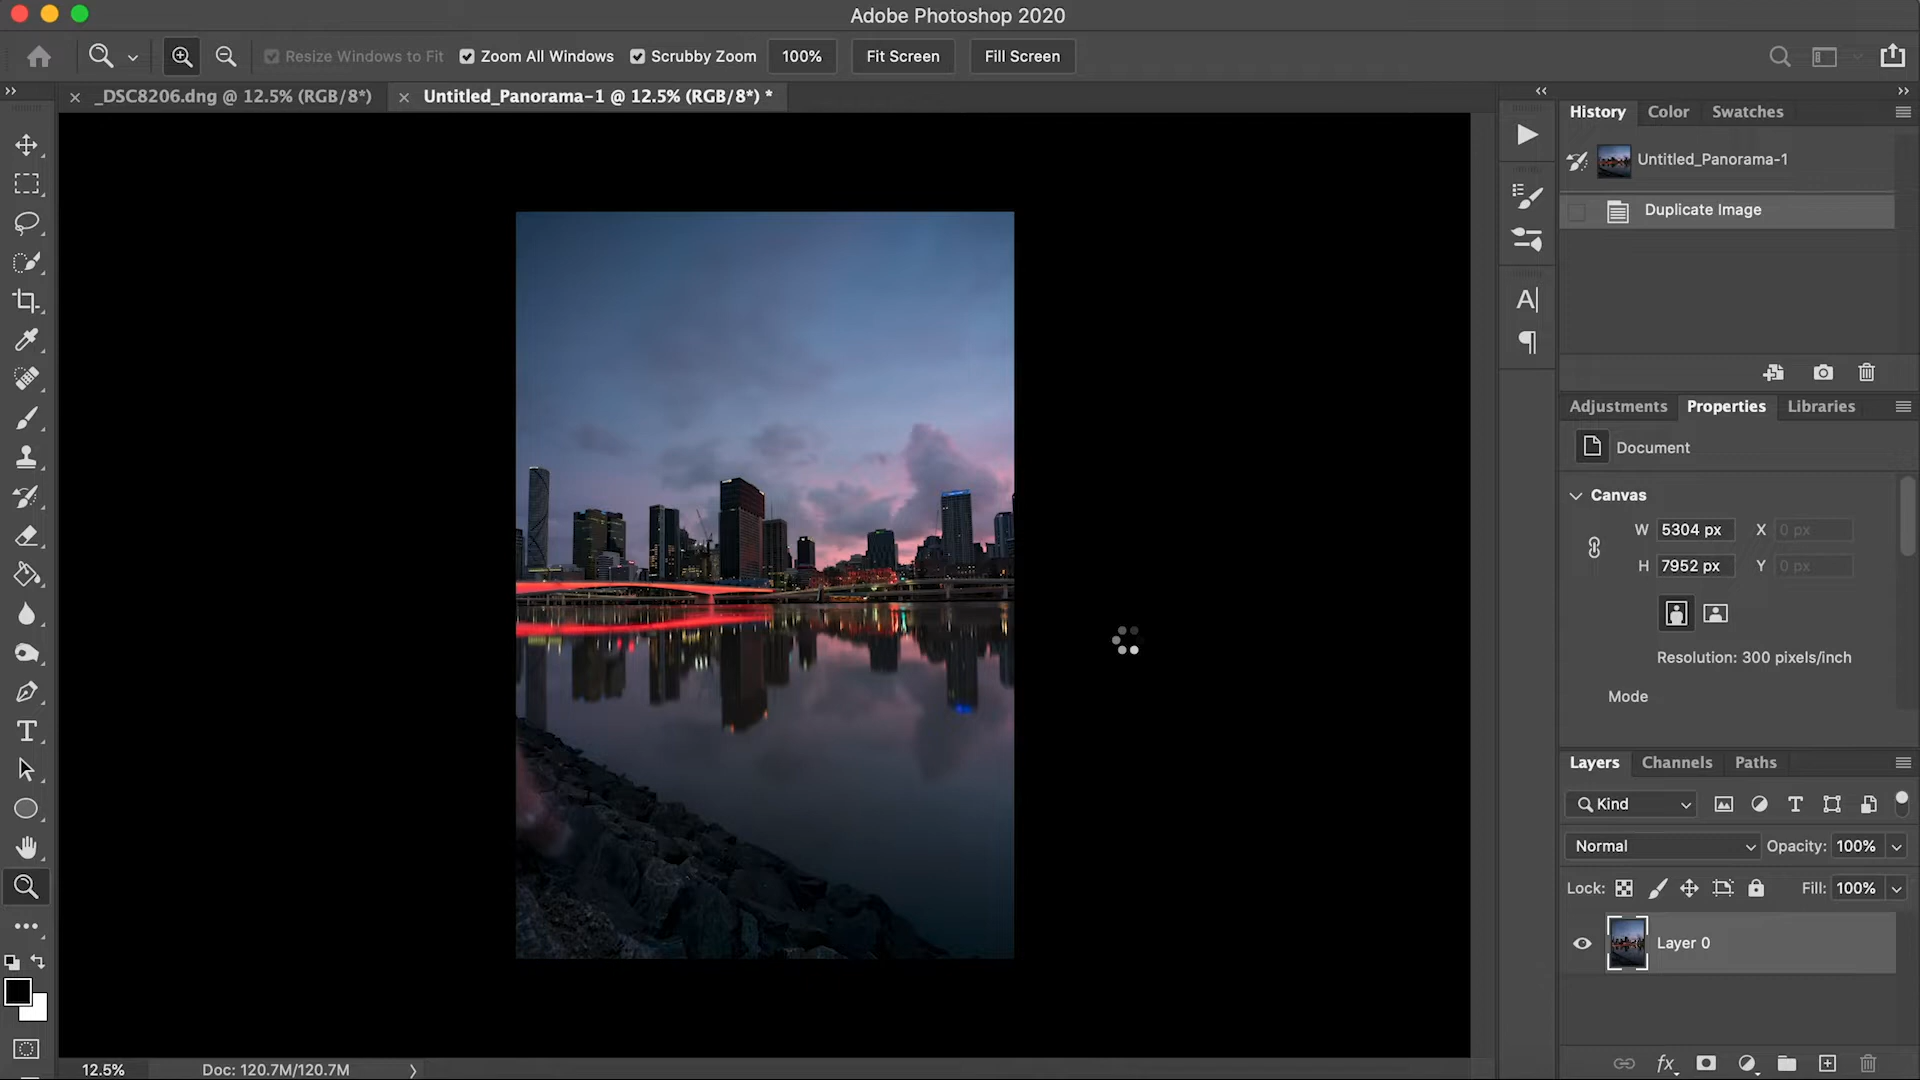 Adobe Photoshop 2020
Resize Windows to Fit Zoom All Windows Scrubby Zoom 100% Fit Screen Fill Screen
_DSC8206.dng @ 12.5% (RGB/8*) Untitled_Panorama-1 @ 12.5% (RGB/8*) *
History Color Swatches
Untitled_Panorama-1
Duplicate Image
Adjustments Properties Libraries
Document
Canvas
W 5304 px X 0 px
H 7952 px Y 0 px
Resolution: 300 pixels/inch
Mode
Layers Channels Paths
Kind
Normal Opacity: 100%
Lock: Fill: 100%
Layer 0
12.5% Doc: 120.7M/120.7M